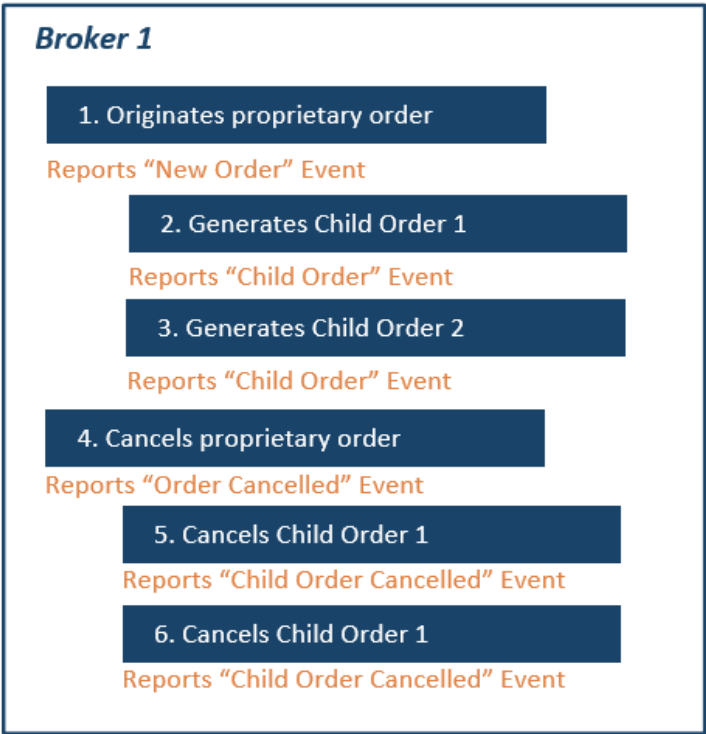 Broker 1
1. Originates proprietary order
Reports “New Order” Event
2. Generates Child Order 1
Reports “Child Order” Event
3. Generates Child Order 2
Reports “Child Order” Event
4. Cancels proprietary order
Reports “Order Cancelled” Event
5. Cancels Child Order 1
Reports “Child Order Cancelled” Event
6. Cancels Child Order 1
Reports “Child Order Cancelled” Event